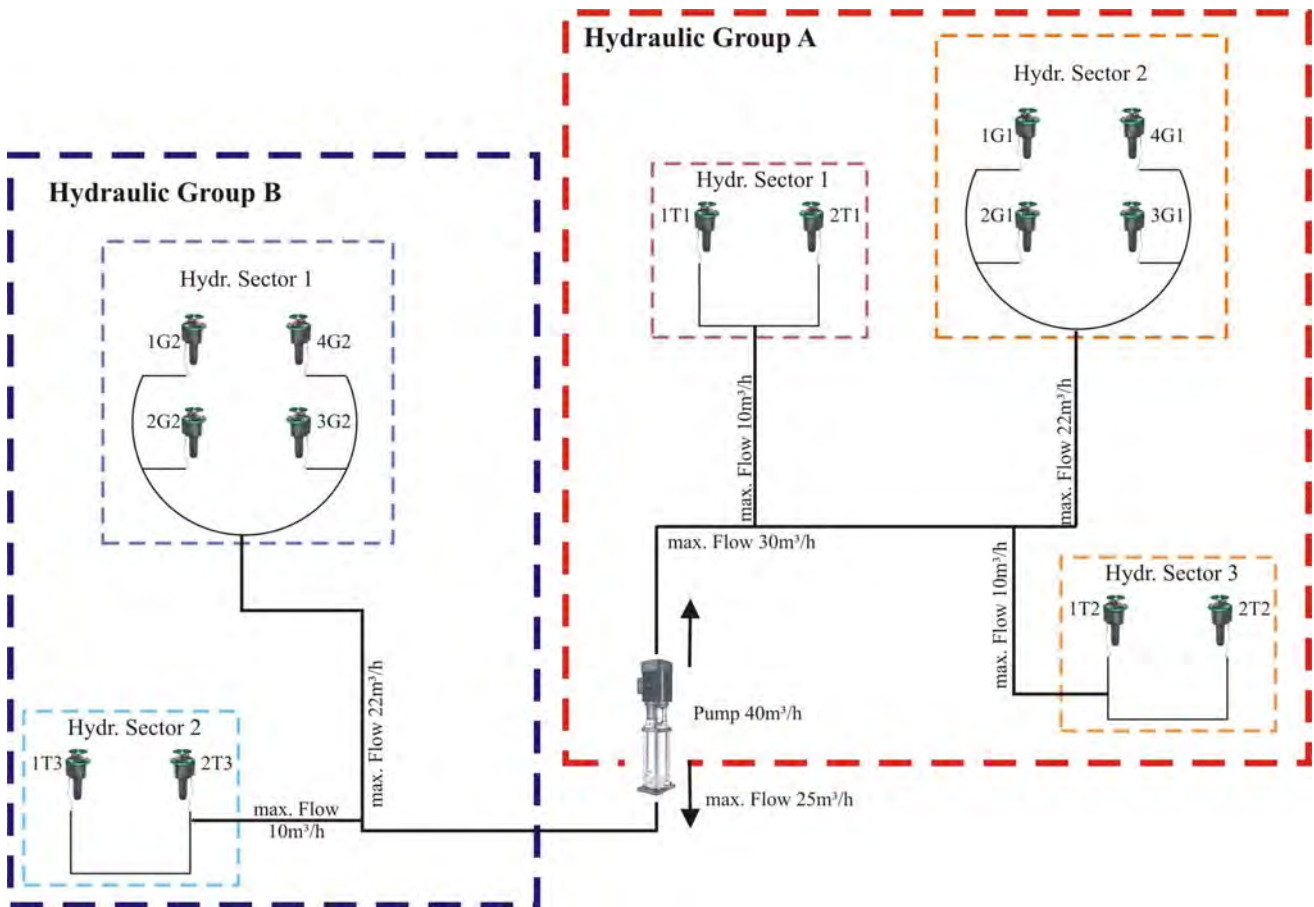 Hydraulic Group A
Hydr. Sector 2
1G1
4G1
2G1
3G1
Hydr. Sector 1
1T1
2T1
max. Flow 10m³/h
max. Flow 22m³/h
max. Flow 30m³/h
max. Flow 10m³/h
Hydr. Sector 3
1T2
2T2
Pump 40m³/h
max. Flow 25m³/h
Hydraulic Group B
Hydr. Sector 1
1G2
4G2
2G2
3G2
max. Flow 22m³/h
Hydr. Sector 2
1T3
2T3
max. Flow
10m³/h